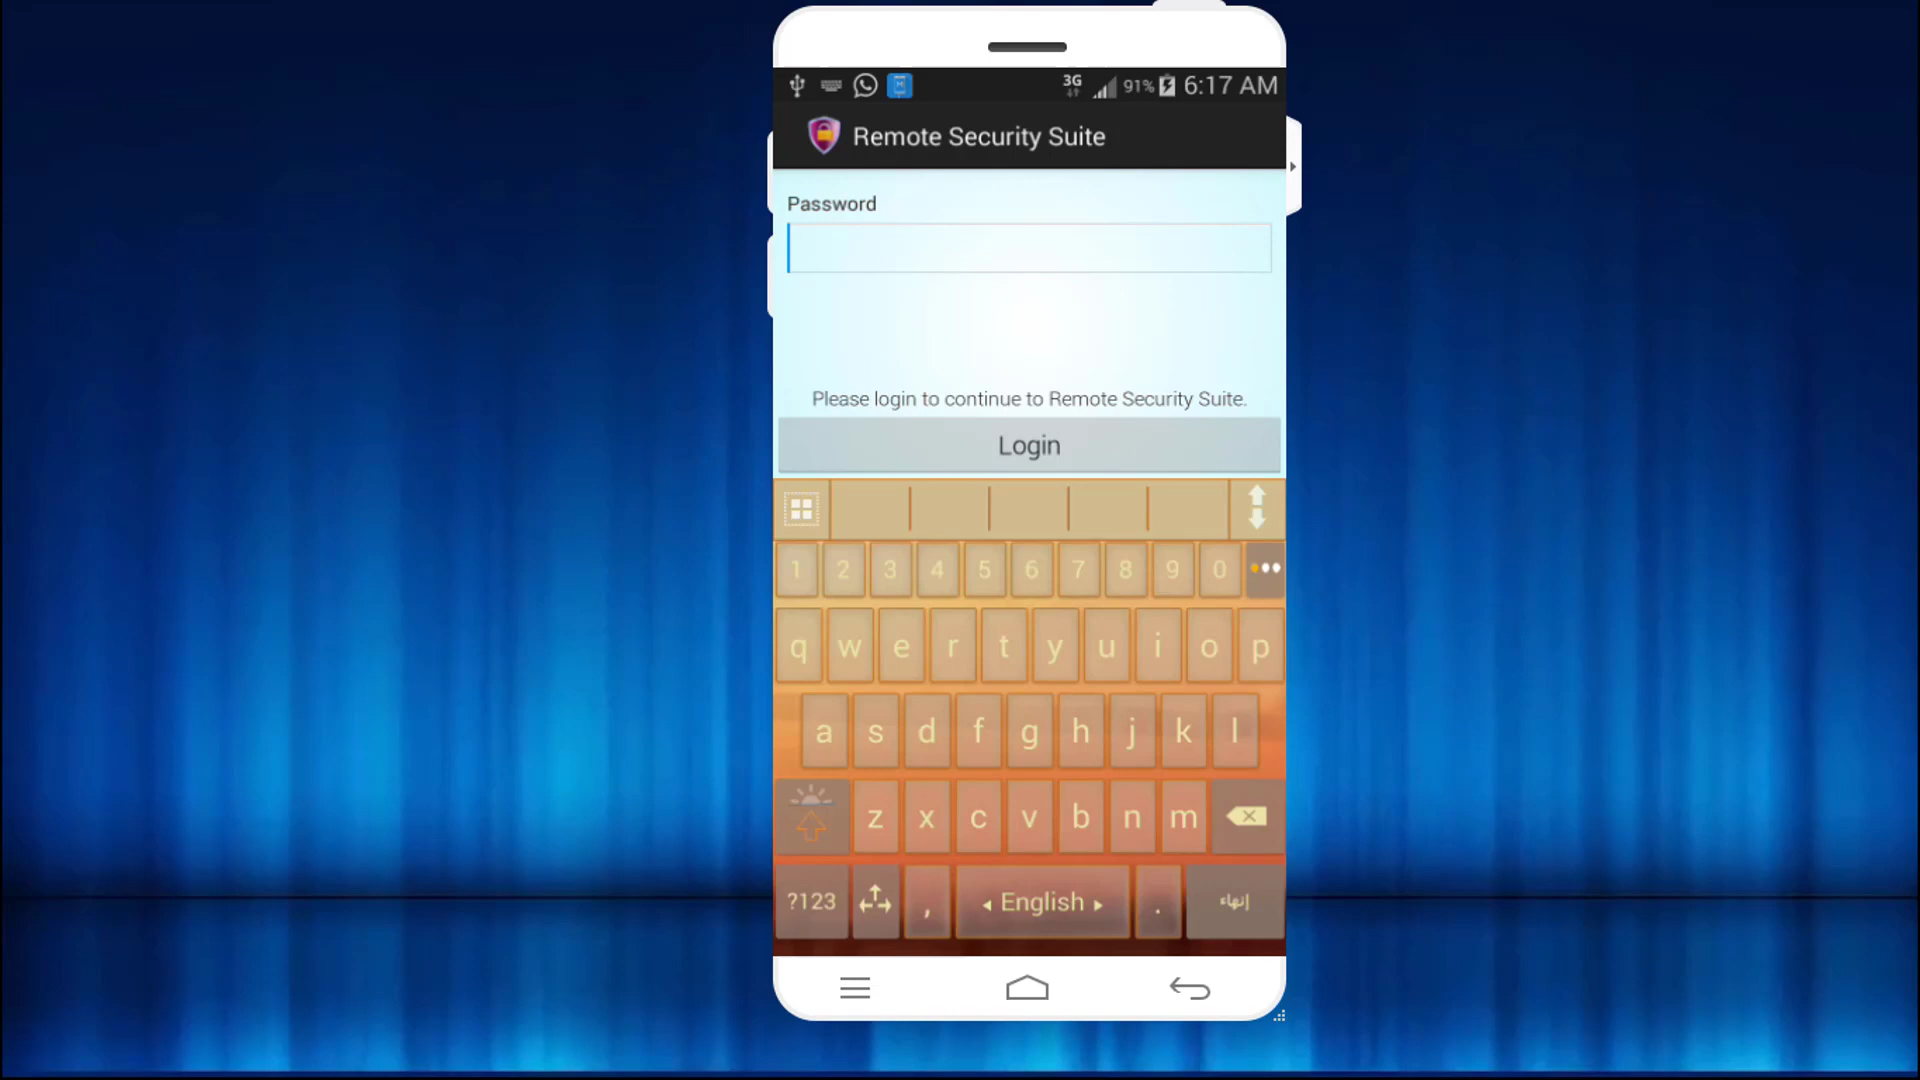 3G 91% 6:17 AM
Remote Security Suite
Password
Please login to continue to Remote Security Suite.
Login
1 2 3 4 5 6 7 8 9 0
q w e r t y u i o p
a s d f g h j k l
z x c v b n m
?123 , English . إنهاء